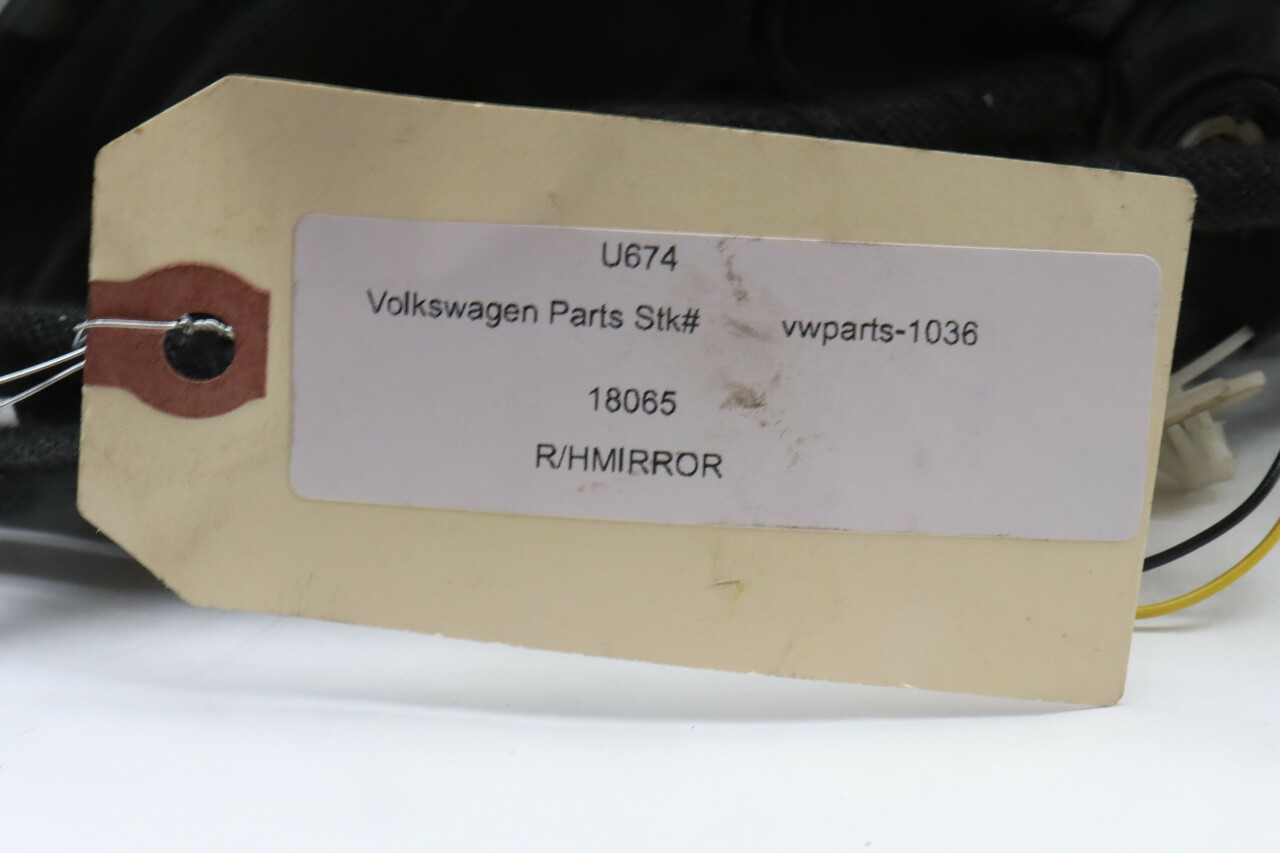 U674
Volkswagen Parts Stk# vwparts-1036
18065
R/HMIRROR